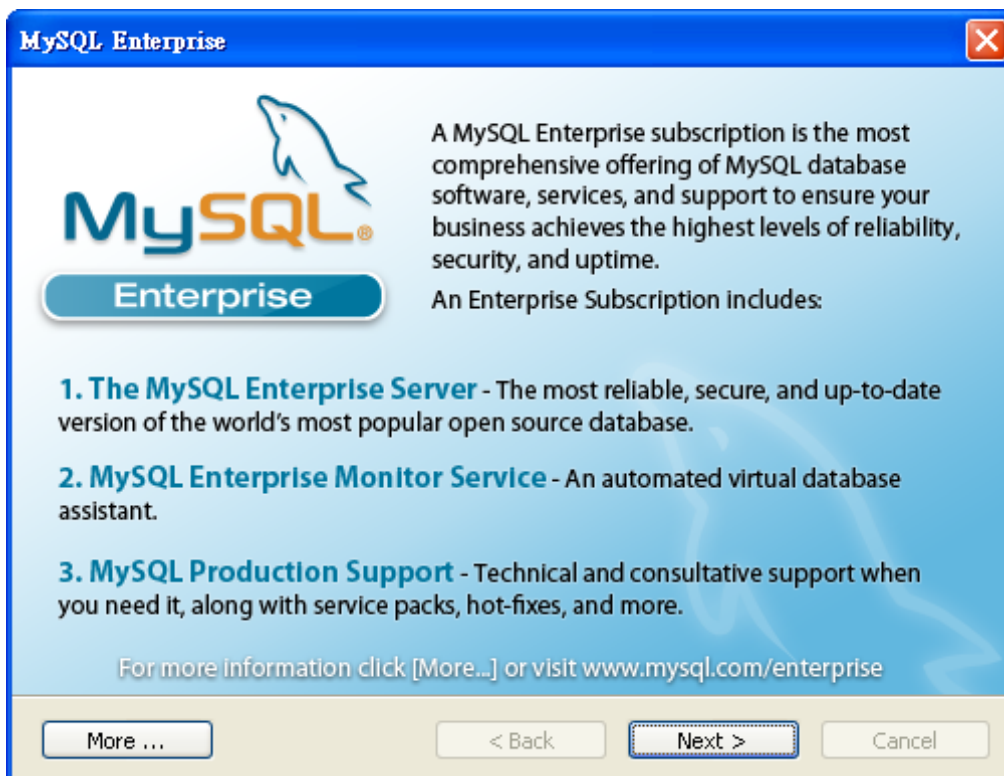 MySQL Enterprise
MySQL®
Enterprise
A MySQL Enterprise subscription is the most
comprehensive offering of MySQL database
software, services, and support to ensure your
business achieves the highest levels of reliability,
security, and uptime.
An Enterprise Subscription includes:
1. The MySQL Enterprise Server - The most reliable, secure, and up-to-date
version of the world's most popular open source database.
2. MySQL Enterprise Monitor Service - An automated virtual database
assistant.
3. MySQL Production Support - Technical and consultative support when
you need it, along with service packs, hot-fixes, and more.
For more information click [More...] or visit www.mysql.com/enterprise
More ... < Back Next > Cancel